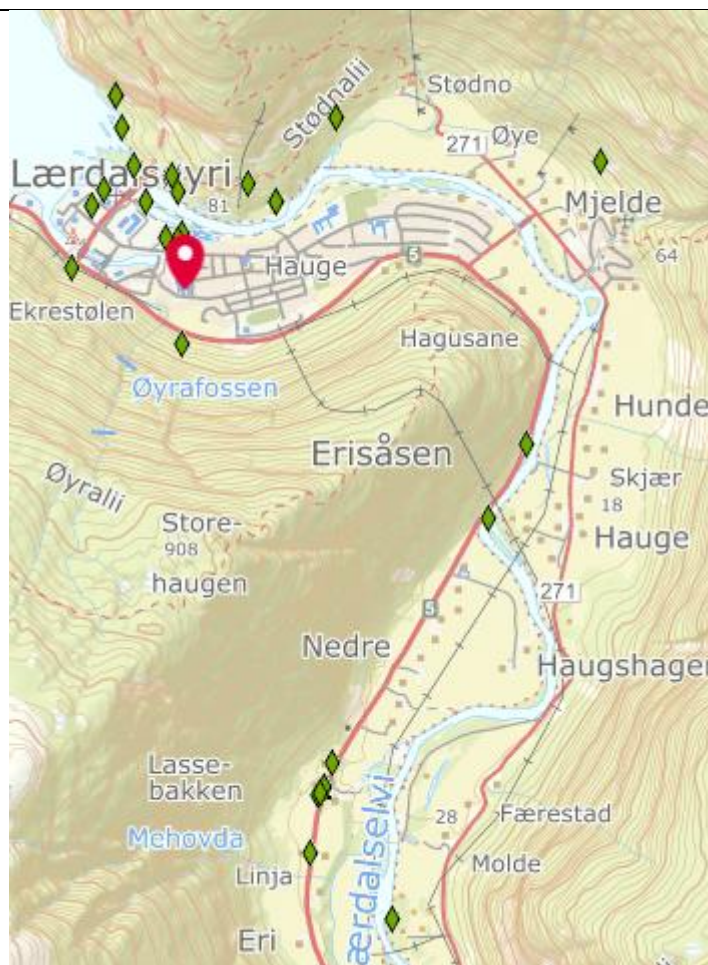 Stødno
Stødnalii
271
Øye
Lærdalsøyri
Mjelde
81
5
64
Hauge
Ekrestølen
Hagusane
Øyrafossen
Hunde
Erisåsen
Skjær
Øyralii
18
Store-
908
haugen
Hauge
271
5
Nedre
Haugshagen
Lasse-
bakken
Færestad
28
Mehovda
Molde
Linja
ærdalselvi
Eri